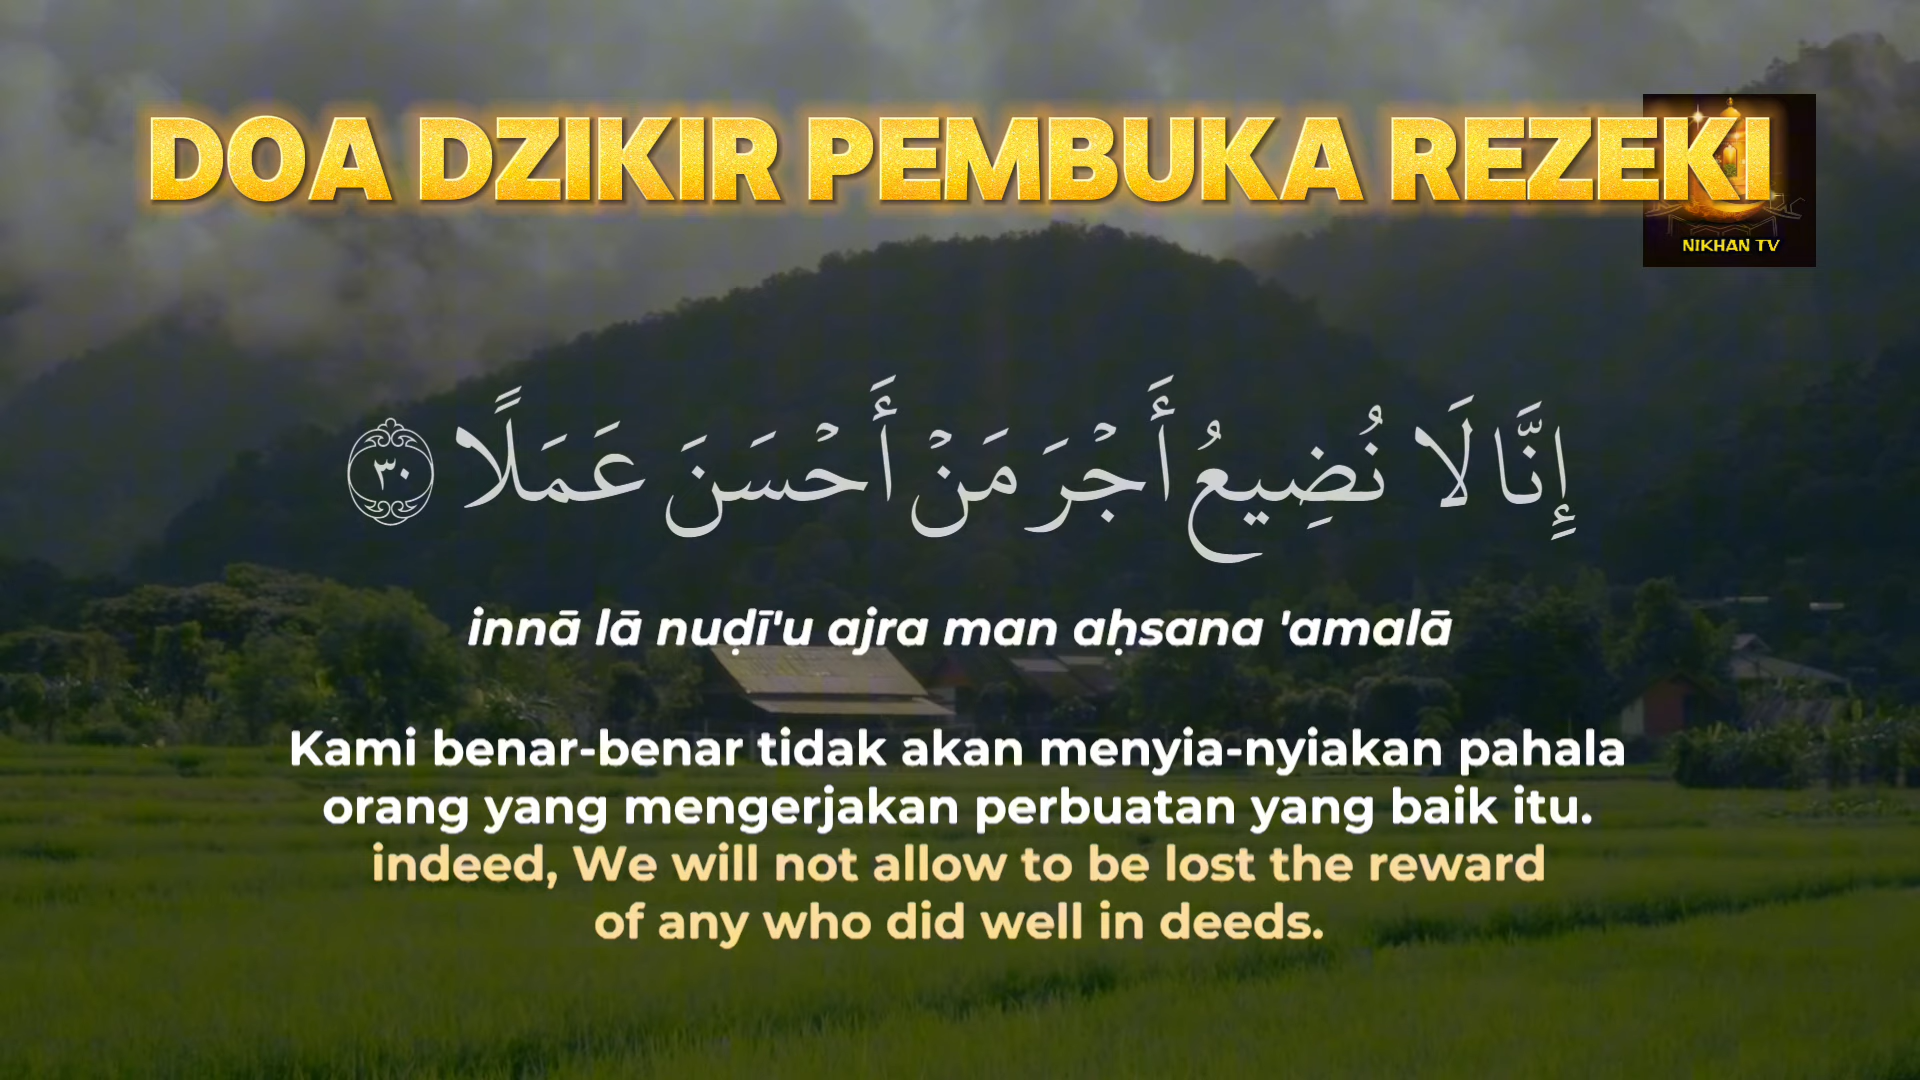 DOA DZIKIR PEMBUKA REZEKI
NIKHAN TV
إِنَّا لَا نُضِيعُ أَجْرَ مَنْ أَحْسَنَ عَمَلًا ٣٠
innā lā nuḍī'u ajra man aḥsana 'amalā
Kami benar-benar tidak akan menyia-nyiakan pahala
orang yang mengerjakan perbuatan yang baik itu.
indeed, We will not allow to be lost the reward
of any who did well in deeds.